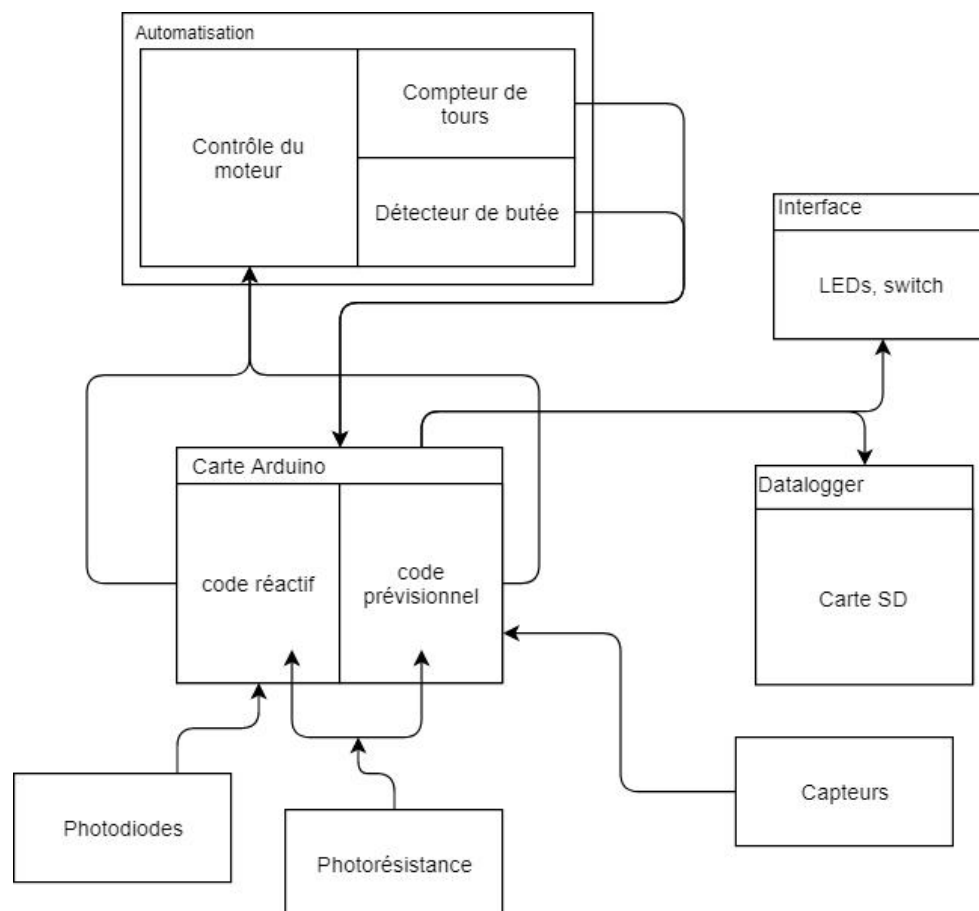 Automatisation
Contrôle du
moteur
Compteur de
tours
Détecteur de butée
Interface
LEDs, switch
Carte Arduino
code réactif
code
prévisionnel
Datalogger
Carte SD
Photodiodes
Photorésistance
Capteurs